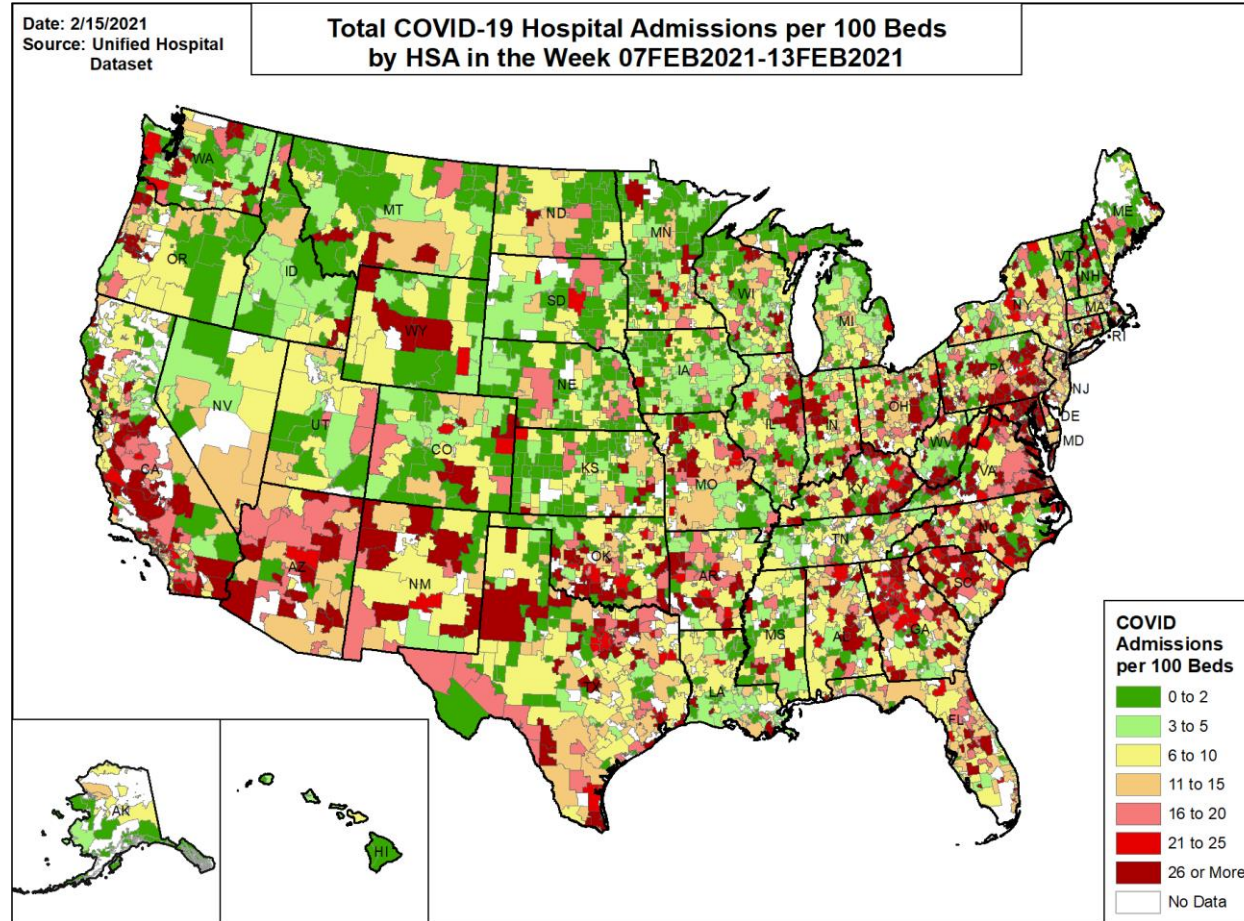 Date: 2/15/2021
Source: Unified Hospital
Dataset
Total COVID-19 Hospital Admissions per 100 Beds
by HSA in the Week 07FEB2021-13FEB2021
WA
MT
ND
MN
ME
OR
ID
SD
WI
VT
NH
NY
MA
WY
MI
CT
RI
IA
NE
PA
NJ
NV
OH
IL
IN
DE
UT
CO
MD
WV
CA
KS
MO
VA
KY
NC
TN
OK
AZ
NM
AR
SC
MS
AL
GA
TX
LA
FL
AK
HI
COVID
Admissions
per 100 Beds
0 to 2
3 to 5
6 to 10
11 to 15
16 to 20
21 to 25
26 or More
No Data